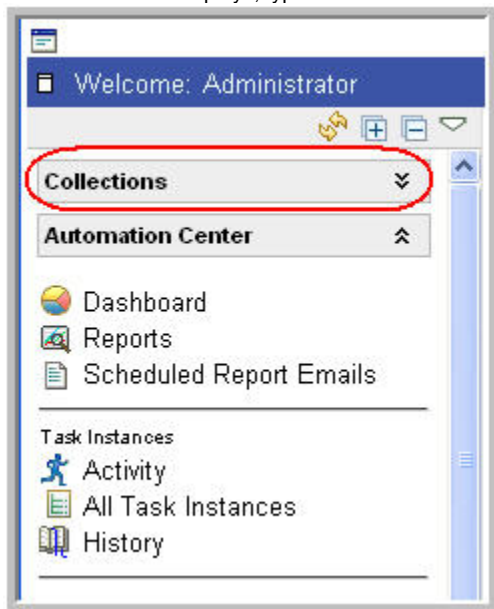 Welcome: Administrator
Collections
Automation Center
Dashboard
Reports
Scheduled Report Emails
Task Instances
Activity
All Task Instances
History